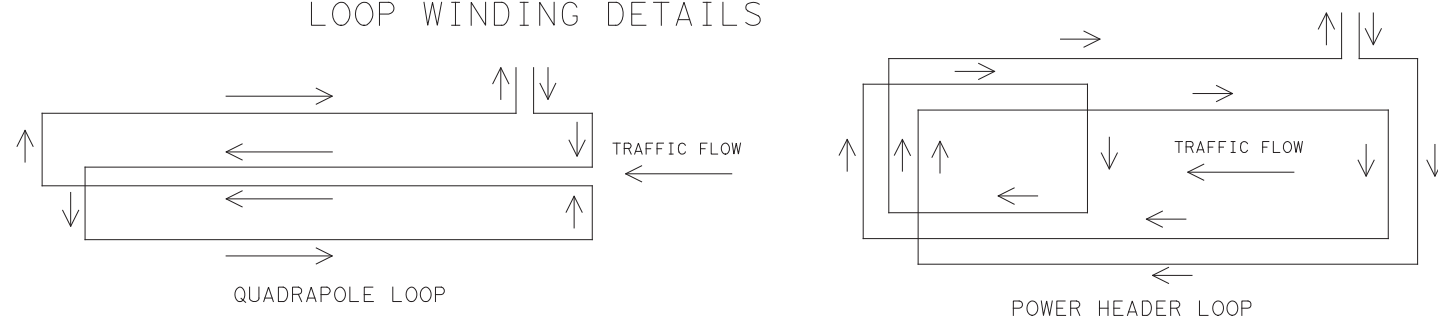 LOOP WINDING DETAILS
TRAFFIC FLOW
QUADRAPOLE LOOP
TRAFFIC FLOW
POWER HEADER LOOP